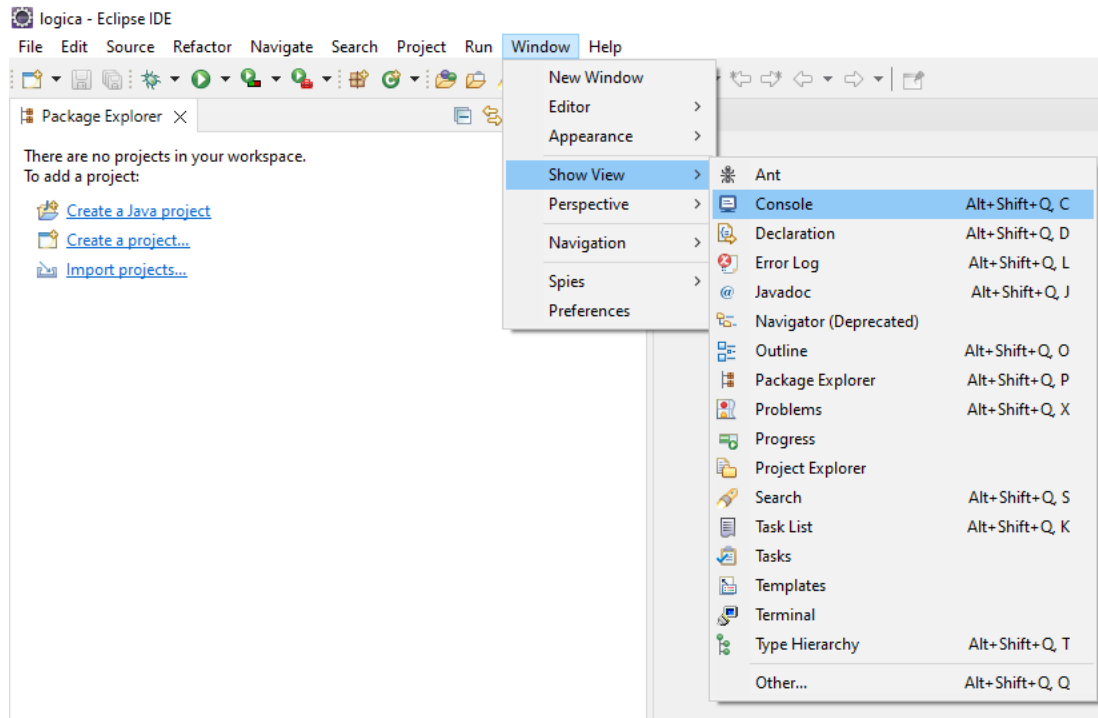 logica - Eclipse IDE
File Edit Source Refactor Navigate Search Project Run Window Help
Package Explorer
There are no projects in your workspace.
To add a project:
Create a Java project
Create a project...
Import projects...
New Window
Editor
Appearance
Show View
Perspective
Navigation
Spies
Preferences
Ant
Console Alt+Shift+Q, C
Declaration Alt+Shift+Q, D
Error Log Alt+Shift+Q, L
Javadoc Alt+Shift+Q, J
Navigator (Deprecated)
Outline Alt+Shift+Q, O
Package Explorer Alt+Shift+Q, P
Problems Alt+Shift+Q, X
Progress
Project Explorer
Search Alt+Shift+Q, S
Task List Alt+Shift+Q, K
Tasks
Templates
Terminal
Type Hierarchy Alt+Shift+Q, T
Other... Alt+Shift+Q, Q